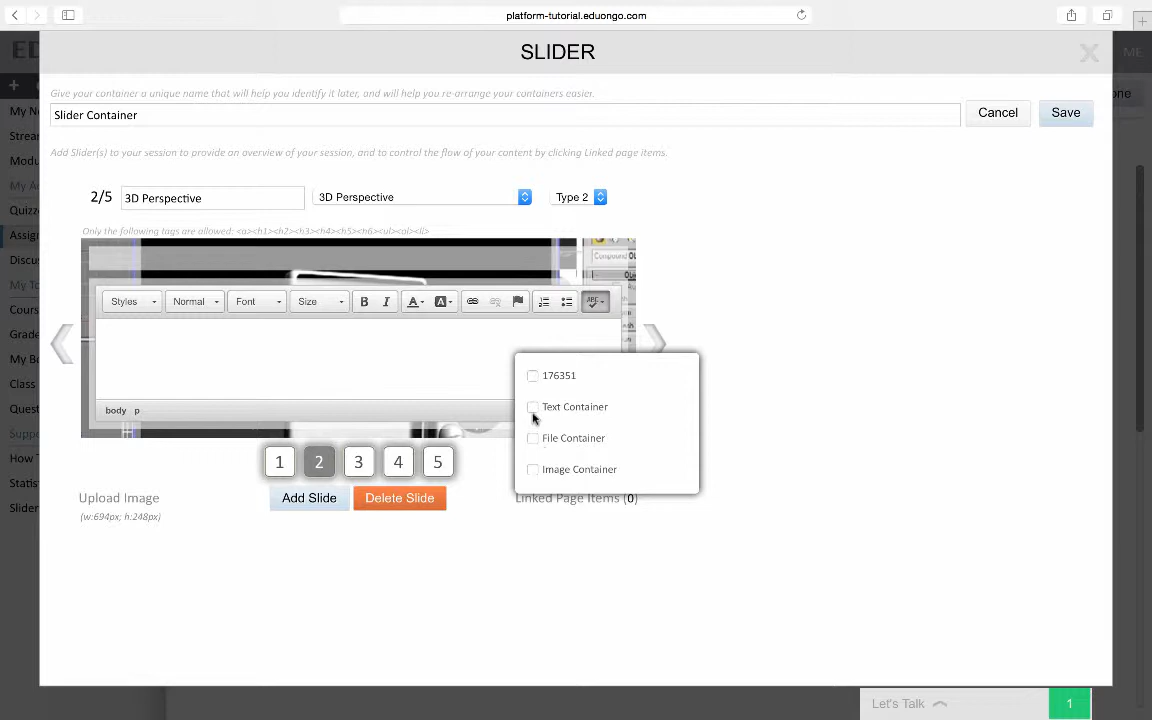 platform-tutorial.eduongo.com
SLIDER
X
ME
Give your container a unique name that will help you identify it later, and will help you re-arrange your containers easier.
Slider Container
Cancel
Save
Add Slider(s) to your session to provide an overview of your session, and to control the flow of your content by clicking Linked page items.
2/5
3D Perspective
3D Perspective
Type 2
Only the following tags are allowed: <a><h1><h2><h3><h4><h5><h6><ul><ol><li>
Styles
Normal
Font
Size
B
I
A
A
ABC
body p
176351
Text Container
File Container
Image Container
1
2
3
4
5
Upload Image
(w:694px; h:248px)
Add Slide
Delete Slide
Linked Page Items (0)
Let's Talk
1